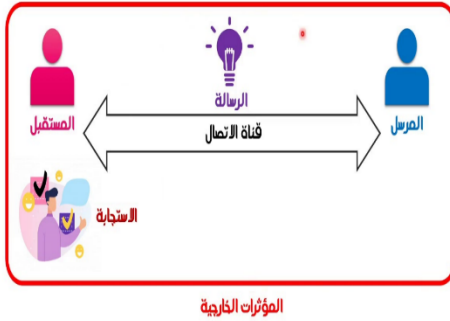 الرسالة
المرسل
المستقبل
قناة الاتصال
الاستجابة
المؤثرات الخارجية